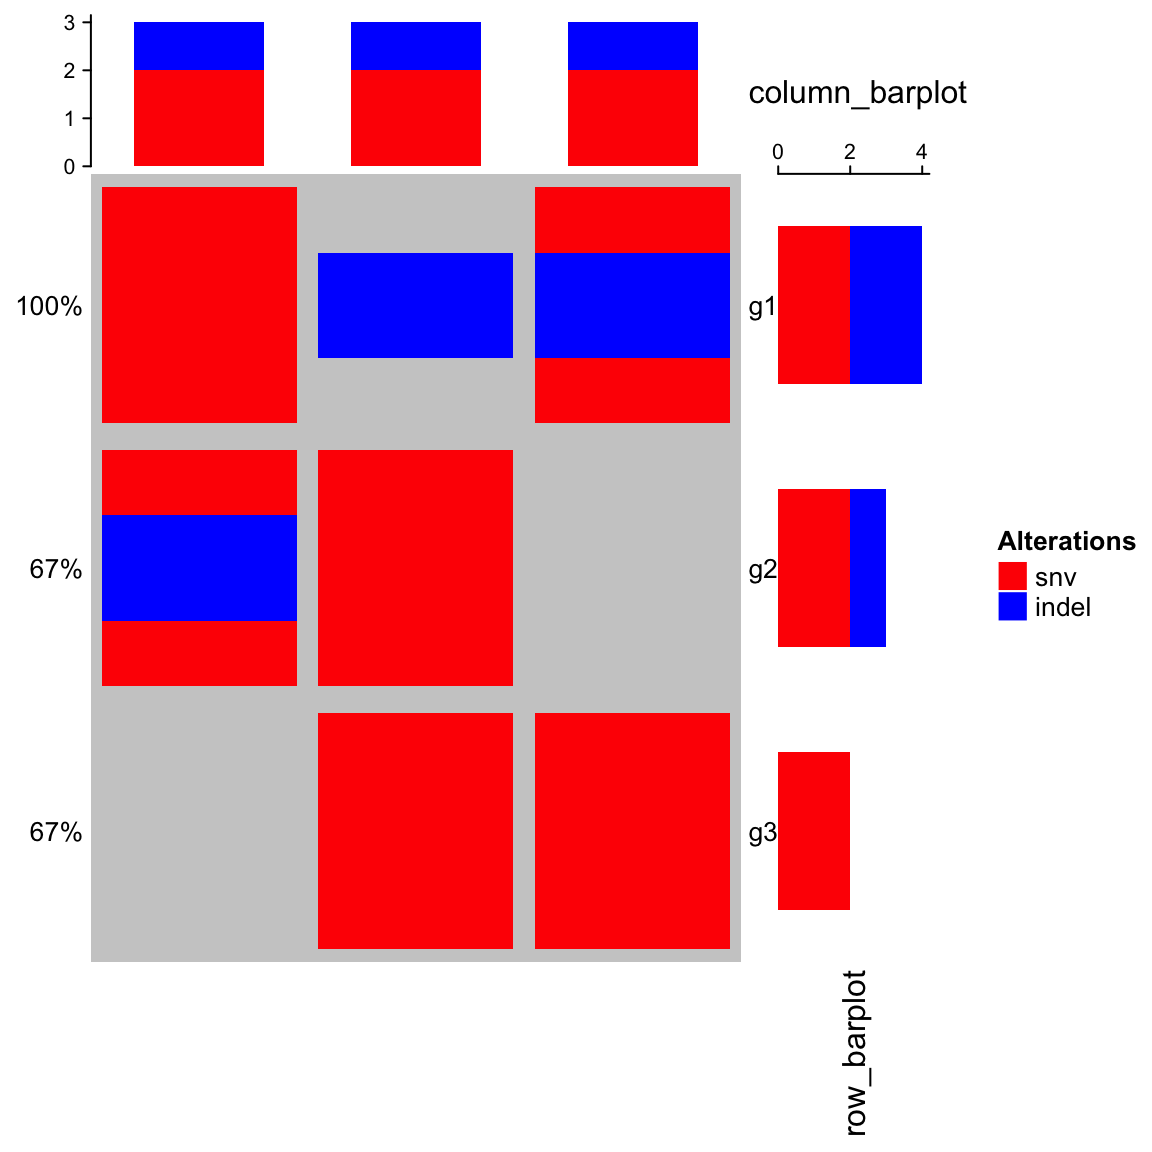 3
2
1
0
column_barplot
0 2 4
100% g1
67% g2
67% g3
Alterations
snv
indel
row_barplot